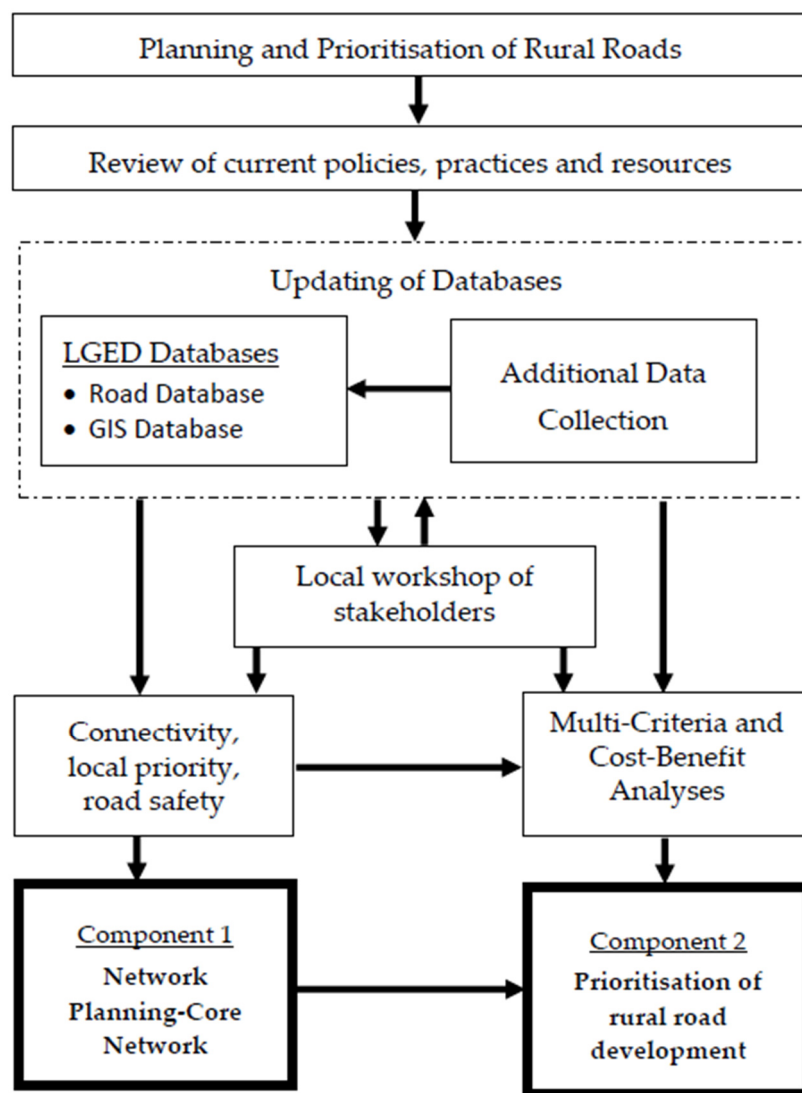 Planning and Prioritisation of Rural Roads
Review of current policies, practices and resources
Updating of Databases
LGED Databases
• Road Database
• GIS Database
Additional Data
Collection
Local workshop of
stakeholders
Connectivity,
local priority,
road safety
Multi-Criteria and
Cost-Benefit
Analyses
Component 1
Network
Planning-Core
Network
Component 2
Prioritisation of
rural road
development